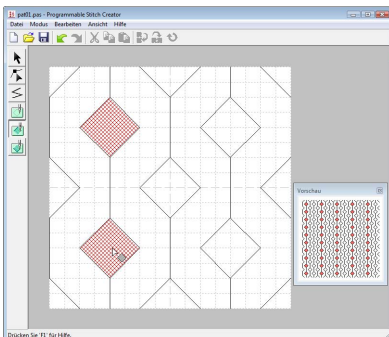 pat01.pas - Programmable Stitch Creator
Datei Modus Bearbeiten Ansicht Hilfe
Vorschau
Drücken Sie 'F1' für Hilfe.